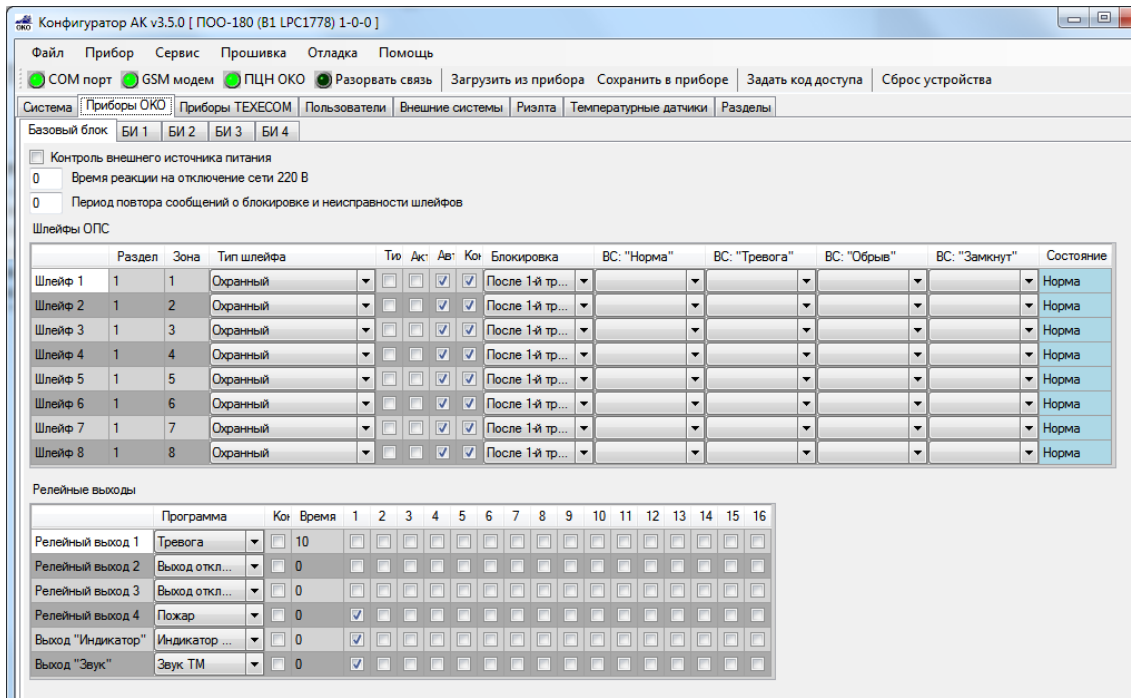 Конфигуратор АК v3.5.0 [ ПОО-180 (B1 LPC1778) 1-0-0 ]
Файл Прибор Сервис Прошивка Отладка Помощь
COM порт GSM модем ПЦН ОКО Разорвать связь Загрузить из прибора Сохранить в приборе Задать код доступа Сброс устройства
Система Приборы ОКО Приборы TEXECOM Пользователи Внешние системы Риэлта Температурные датчики Разделы
Базовый блок БИ 1 БИ 2 БИ 3 БИ 4
Контроль внешнего источника питания
0 Время реакции на отключение сети 220 В
0 Период повтора сообщений о блокировке и неисправности шлейфов
Шлейфы ОПС
Раздел Зона Тип шлейфа Тих Акт Авт Кон Блокировка ВС: "Норма" ВС: "Тревога" ВС: "Обрыв" ВС: "Замкнут" Состояние
Шлейф 1 1 1 Охранный После 1-й тр... Норма
Шлейф 2 1 2 Охранный После 1-й тр... Норма
Шлейф 3 1 3 Охранный После 1-й тр... Норма
Шлейф 4 1 4 Охранный После 1-й тр... Норма
Шлейф 5 1 5 Охранный После 1-й тр... Норма
Шлейф 6 1 6 Охранный После 1-й тр... Норма
Шлейф 7 1 7 Охранный После 1-й тр... Норма
Шлейф 8 1 8 Охранный После 1-й тр... Норма
Релейные выходы
Программа Кон Время 1 2 3 4 5 6 7 8 9 10 11 12 13 14 15 16
Релейный выход 1 Тревога 10
Релейный выход 2 Выход откл... 0
Релейный выход 3 Выход откл... 0
Релейный выход 4 Пожар 0
Выход "Индикатор" Индикатор ... 0
Выход "Звук" Звук ТМ 0